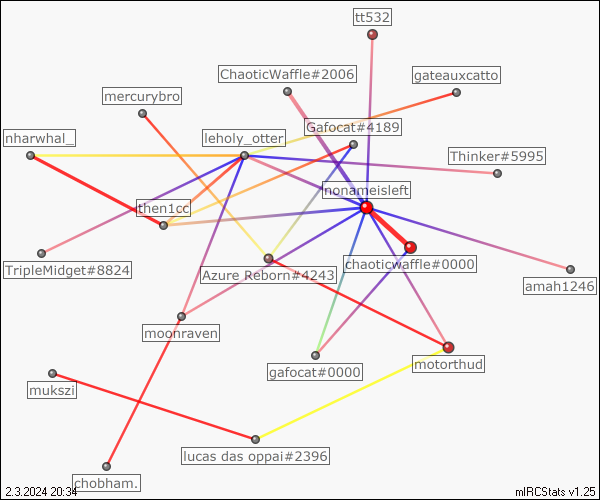 tt532
ChaoticWaffle#2006
gateauxcatto
mercurybro
Gafocat#4189
nharwhal_
leholy_otter
Thinker#5995
nonameisleft
then1cc
TripleMidget#8824
chaoticwaffle#0000
Azure Reborn#4243
amah1246
moonraven
motorthud
gafocat#0000
mukszi
lucas das oppai#2396
chobham.
2.3.2024 20:34
mIRCStats v1.25